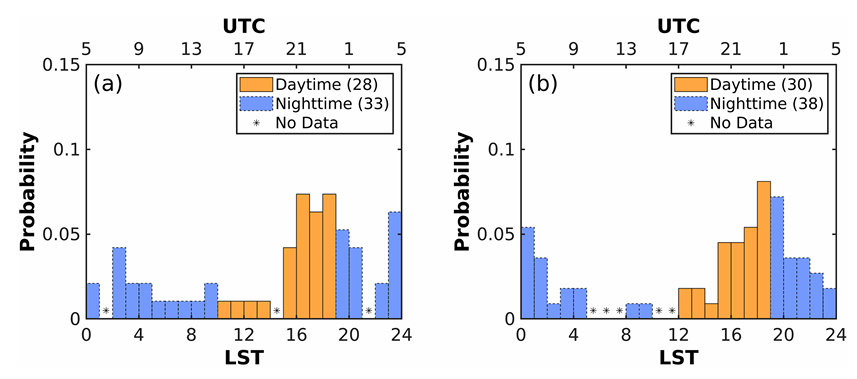 UTC
5 9 13 17 21 1 5
0.15
0.1
0.05
0
Probability
(a)
Daytime (28)
Nighttime (33)
* No Data
* * *
0 4 8 12 16 20 24
LST
UTC
5 9 13 17 21 1 5
0.15
0.1
0.05
0
Probability
(b)
Daytime (30)
Nighttime (38)
* No Data
* * * * *
0 4 8 12 16 20 24
LST